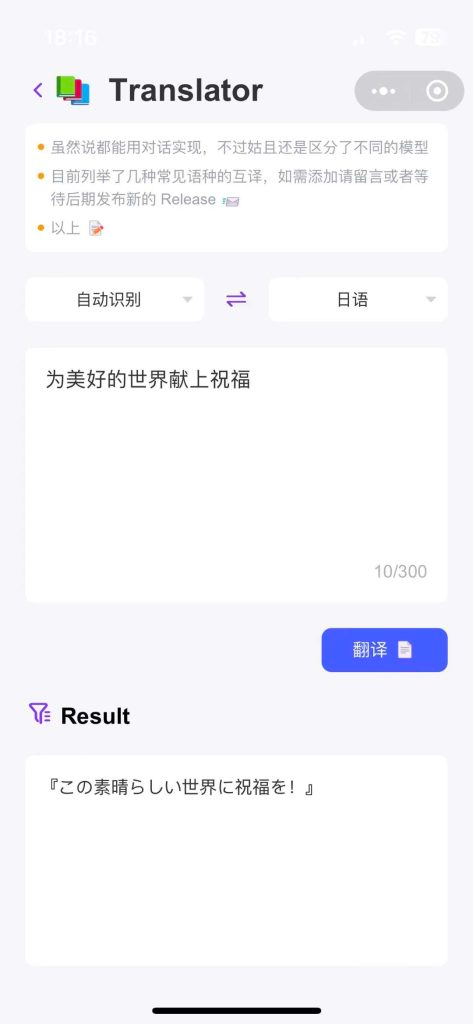 18:16
79
Translator
虽然说都能用对话实现，不过姑且还是区分了不同的模型
目前列举了几种常见语种的互译，如需添加请留言或者等
待后期发布新的 Release
以上
自动识别
日语
为美好的世界献上祝福
10/300
翻译
Result
『この素晴らしい世界に祝福を！』